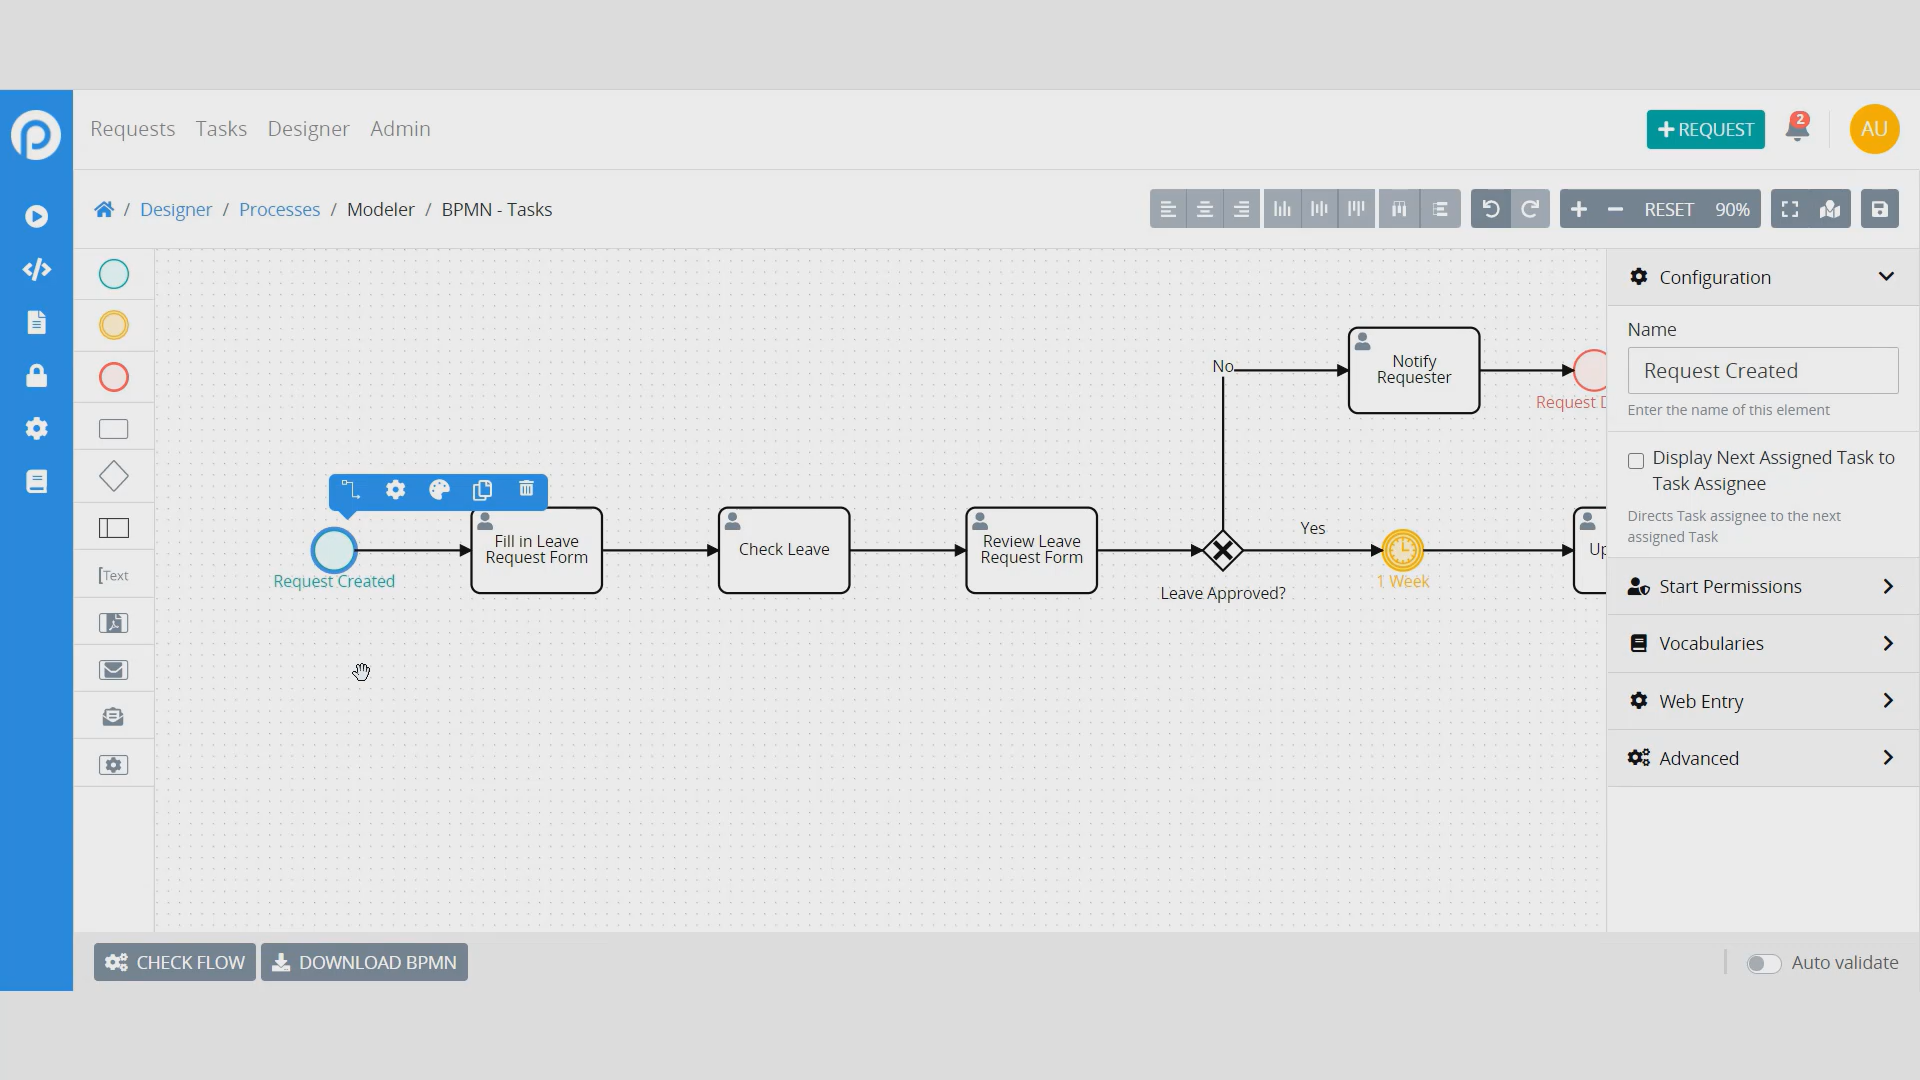 Requests Tasks Designer Admin
REQUEST
2
AU
/ Designer / Processes / Modeler / BPMN - Tasks
RESET 90%
Configuration
Name
Request Created
Enter the name of this element
Display Next Assigned Task to
Task Assignee
Directs Task assignee to the next
assigned Task
Start Permissions
Vocabularies
Web Entry
Advanced
[Text
No
Notify
Requester
Request D
Request Created
Fill in Leave
Request Form
Check Leave
Review Leave
Request Form
Leave Approved?
Yes
1 Week
Up
CHECK FLOW
DOWNLOAD BPMN
Auto validate